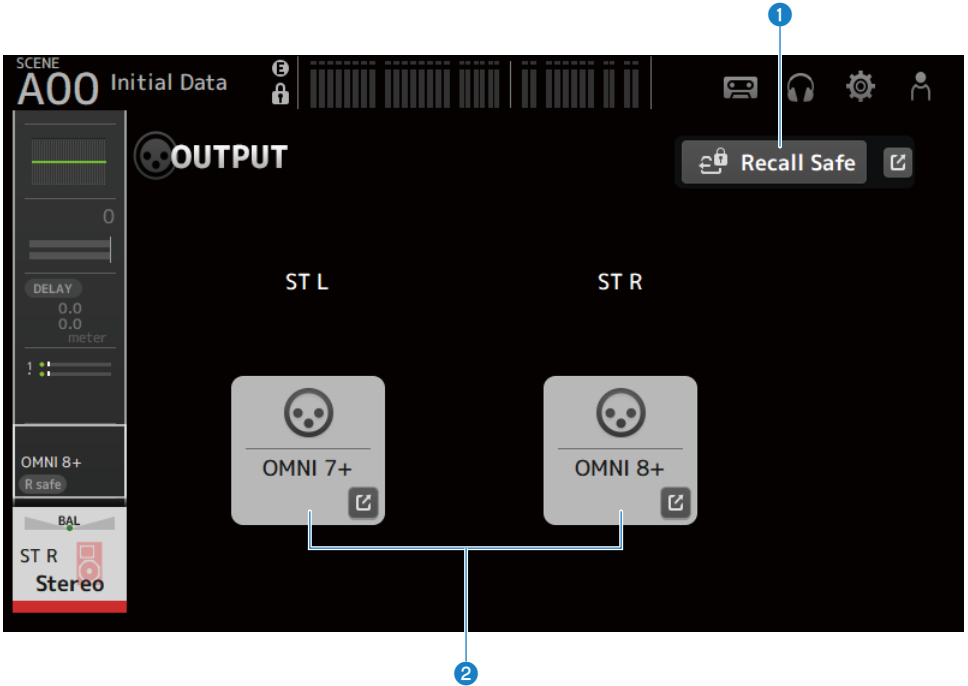 1
SCENE
A00 Initial Data
E
OUTPUT
Recall Safe
0
ST L
ST R
DELAY
0.0
0.0
meter
1
OMNI 7+
OMNI 8+
OMNI 8+
R safe
BAL
ST R
Stereo
2